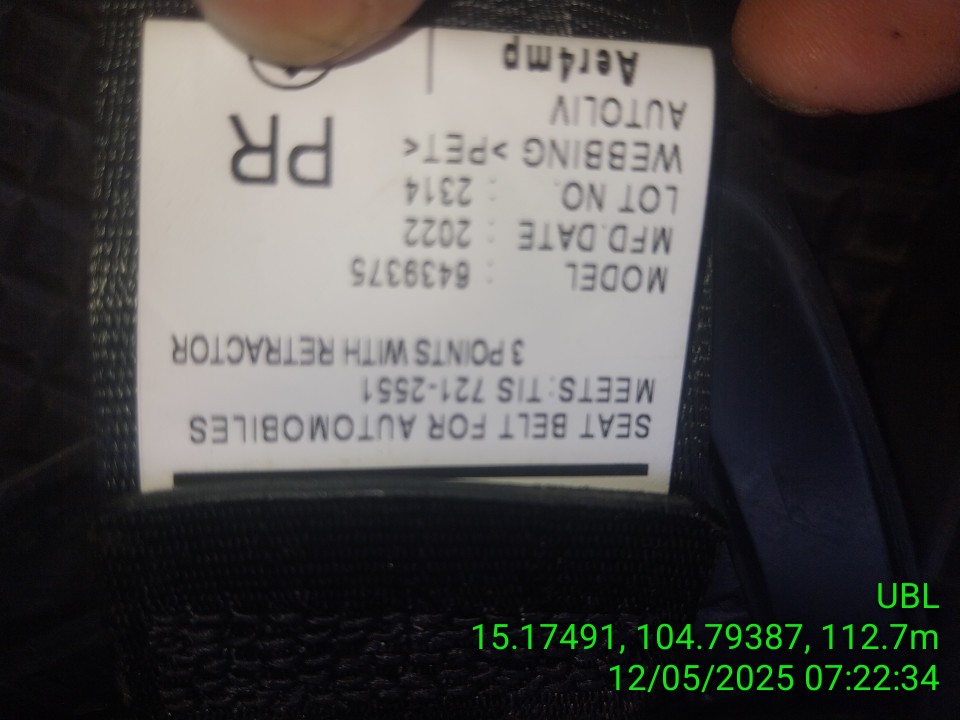 SEAT BELT FOR AUTOMOBILES
MEETS:TIS 721-2551
3 POINTS WITH RETRACTOR
MODEL : 6439375
MFD.DATE : 2022
LOT NO. : 2314
WEBBING >PET<
AUTOLIV
PR
Aer4mp
UBL
15.17491, 104.79387, 112.7m
12/05/2025 07:22:34